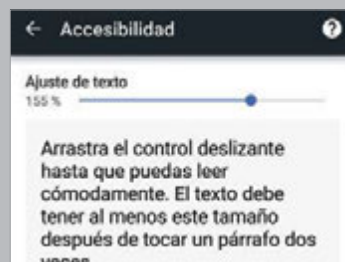 ← Accesibilidad ?
Ajuste de texto
155 %
Arrastra el control deslizante
hasta que puedas leer
cómodamente. El texto debe
tener al menos este tamaño
después de tocar un párrafo dos
veces